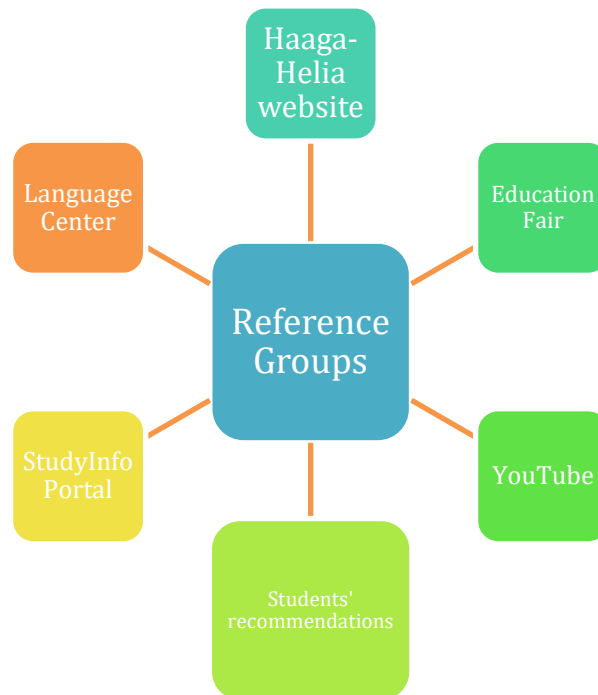 Haaga-
Helia
website
Language
Center
Education
Fair
Reference
Groups
StudyInfo
Portal
YouTube
Students'
recommendations